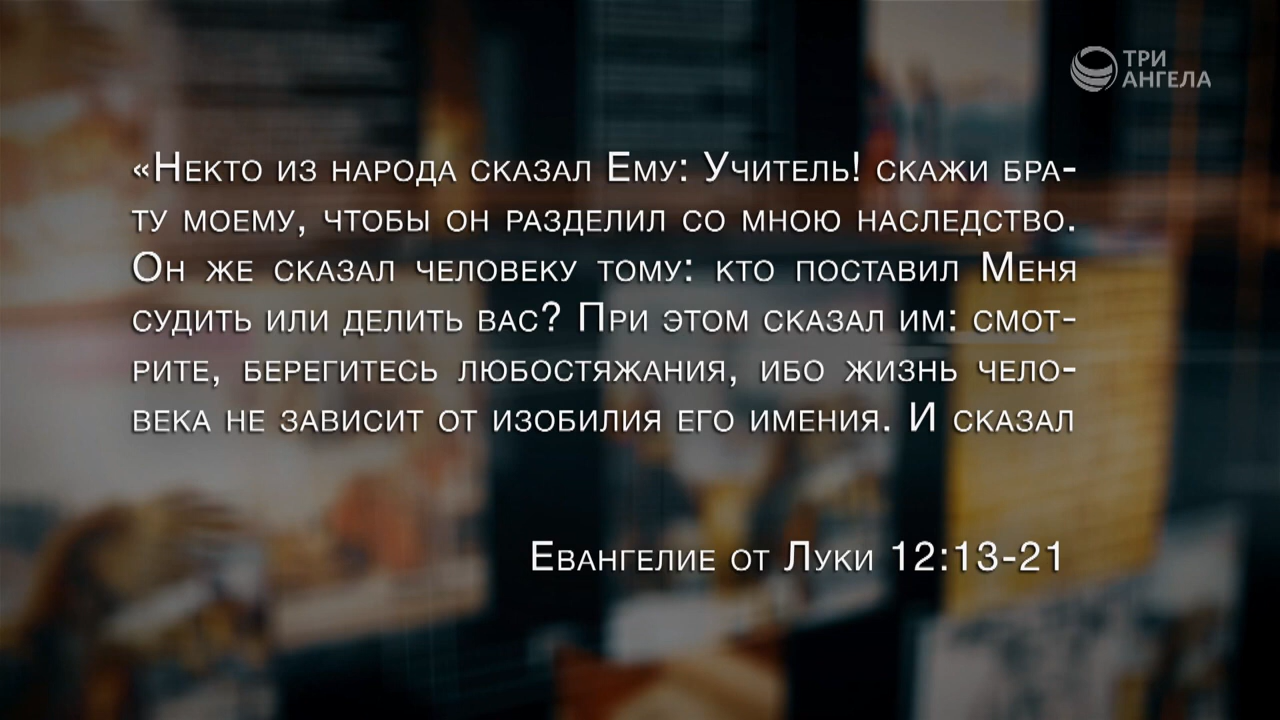 ТРИ
АНГЕЛА
«Некто из народа сказал Ему: Учитель! скажи бра-
ту моему, чтобы он разделил со мною наследство.
Он же сказал человеку тому: кто поставил Меня
судить или делить вас? При этом сказал им: смот-
рите, берегитесь любостяжания, ибо жизнь чело-
века не зависит от изобилия его имения. И сказал
Евангелие от Луки 12:13-21